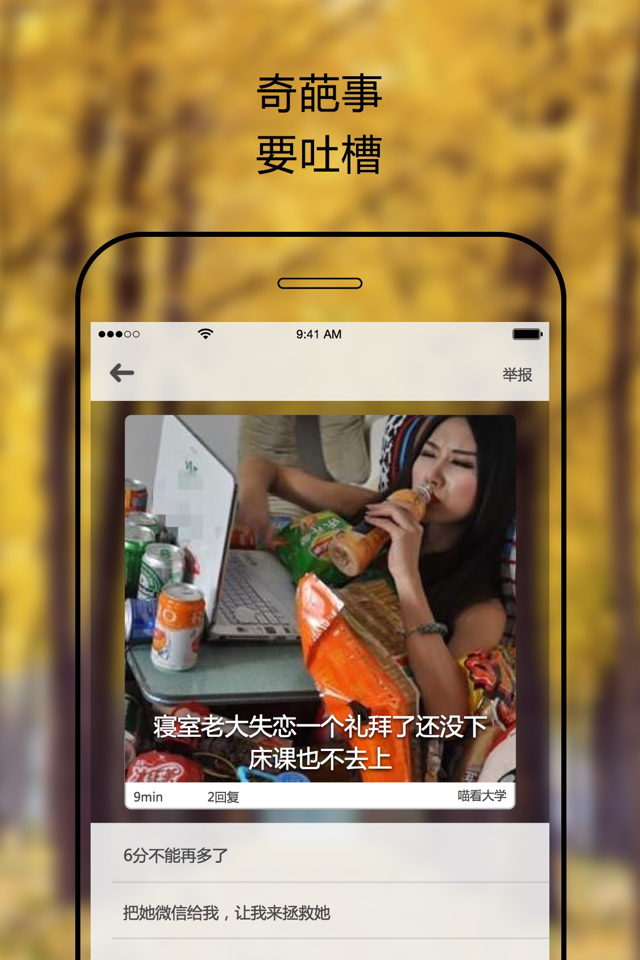 奇葩事
要吐槽
9:41 AM
举报
寝室老大失恋一个礼拜了还没下
床课也不去上
9min 2回复 喵看大学
6分不能再多了
把她微信给我，让我来拯救她